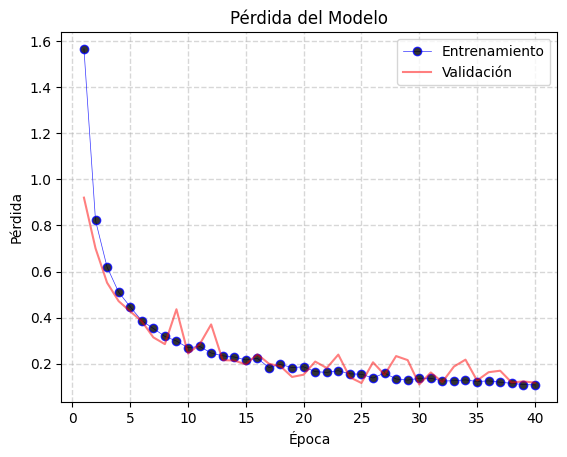 Pérdida del Modelo
Entrenamiento
Validación
Pérdida
1.6
1.4
1.2
1.0
0.8
0.6
0.4
0.2
0 5 10 15 20 25 30 35 40
Época